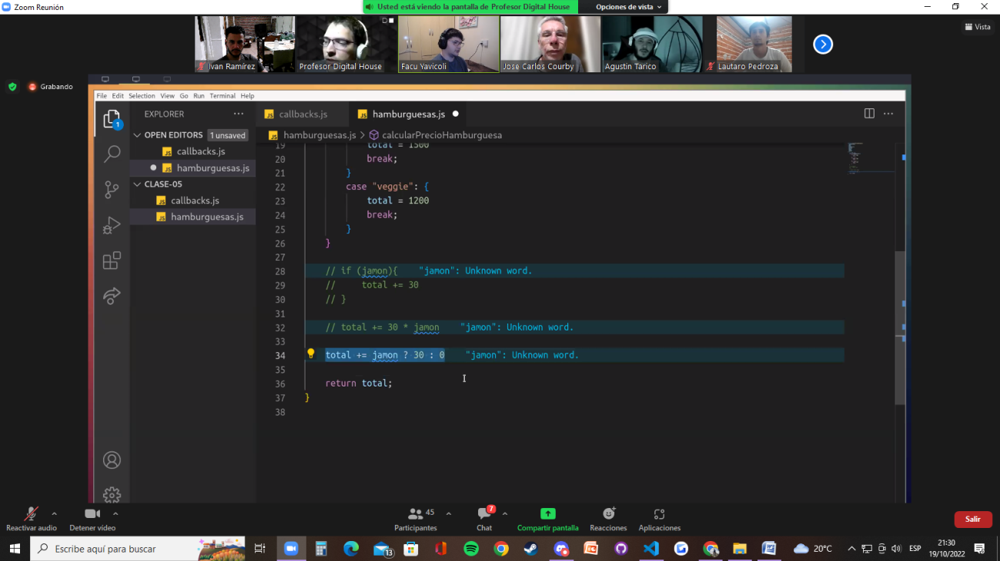 Zoom Reunión
Usted está viendo la pantalla de Profesor Digital House
Opciones de vista
Vista
Ivan Ramírez
Profesor Digital House
Facu Yavicoli
José Carlos Courby
Agustin Tarico
Lautaro Pedroza
Grabando
File Edit Selection View Go Run Terminal Help
EXPLORER
callbacks.js
hamburguesas.js
OPEN EDITORS 1 unsaved
hamburguesas.js > calcularPrecioHamburguesa
callbacks.js
hamburguesas.js
CLASE-05
callbacks.js
hamburguesas.js
1
19 total = 1500
20 break;
21 }
22 case "veggie": {
23 total = 1200
24 break;
25 }
26 }
27
28 // if (jamon){ "jamon": Unknown word.
29 // total += 30
30 // }
31
32 // total += 30 * jamon "jamon": Unknown word.
33
34 total += jamon ? 30 : 0 "jamon": Unknown word.
35
36 return total;
37 }
38
Reactivar audio
Detener vídeo
45
Participantes
7
Chat
Compartir pantalla
Reacciones
Aplicaciones
Salir
Escribe aquí para buscar
13
20°C
ESP
21:30
19/10/2022